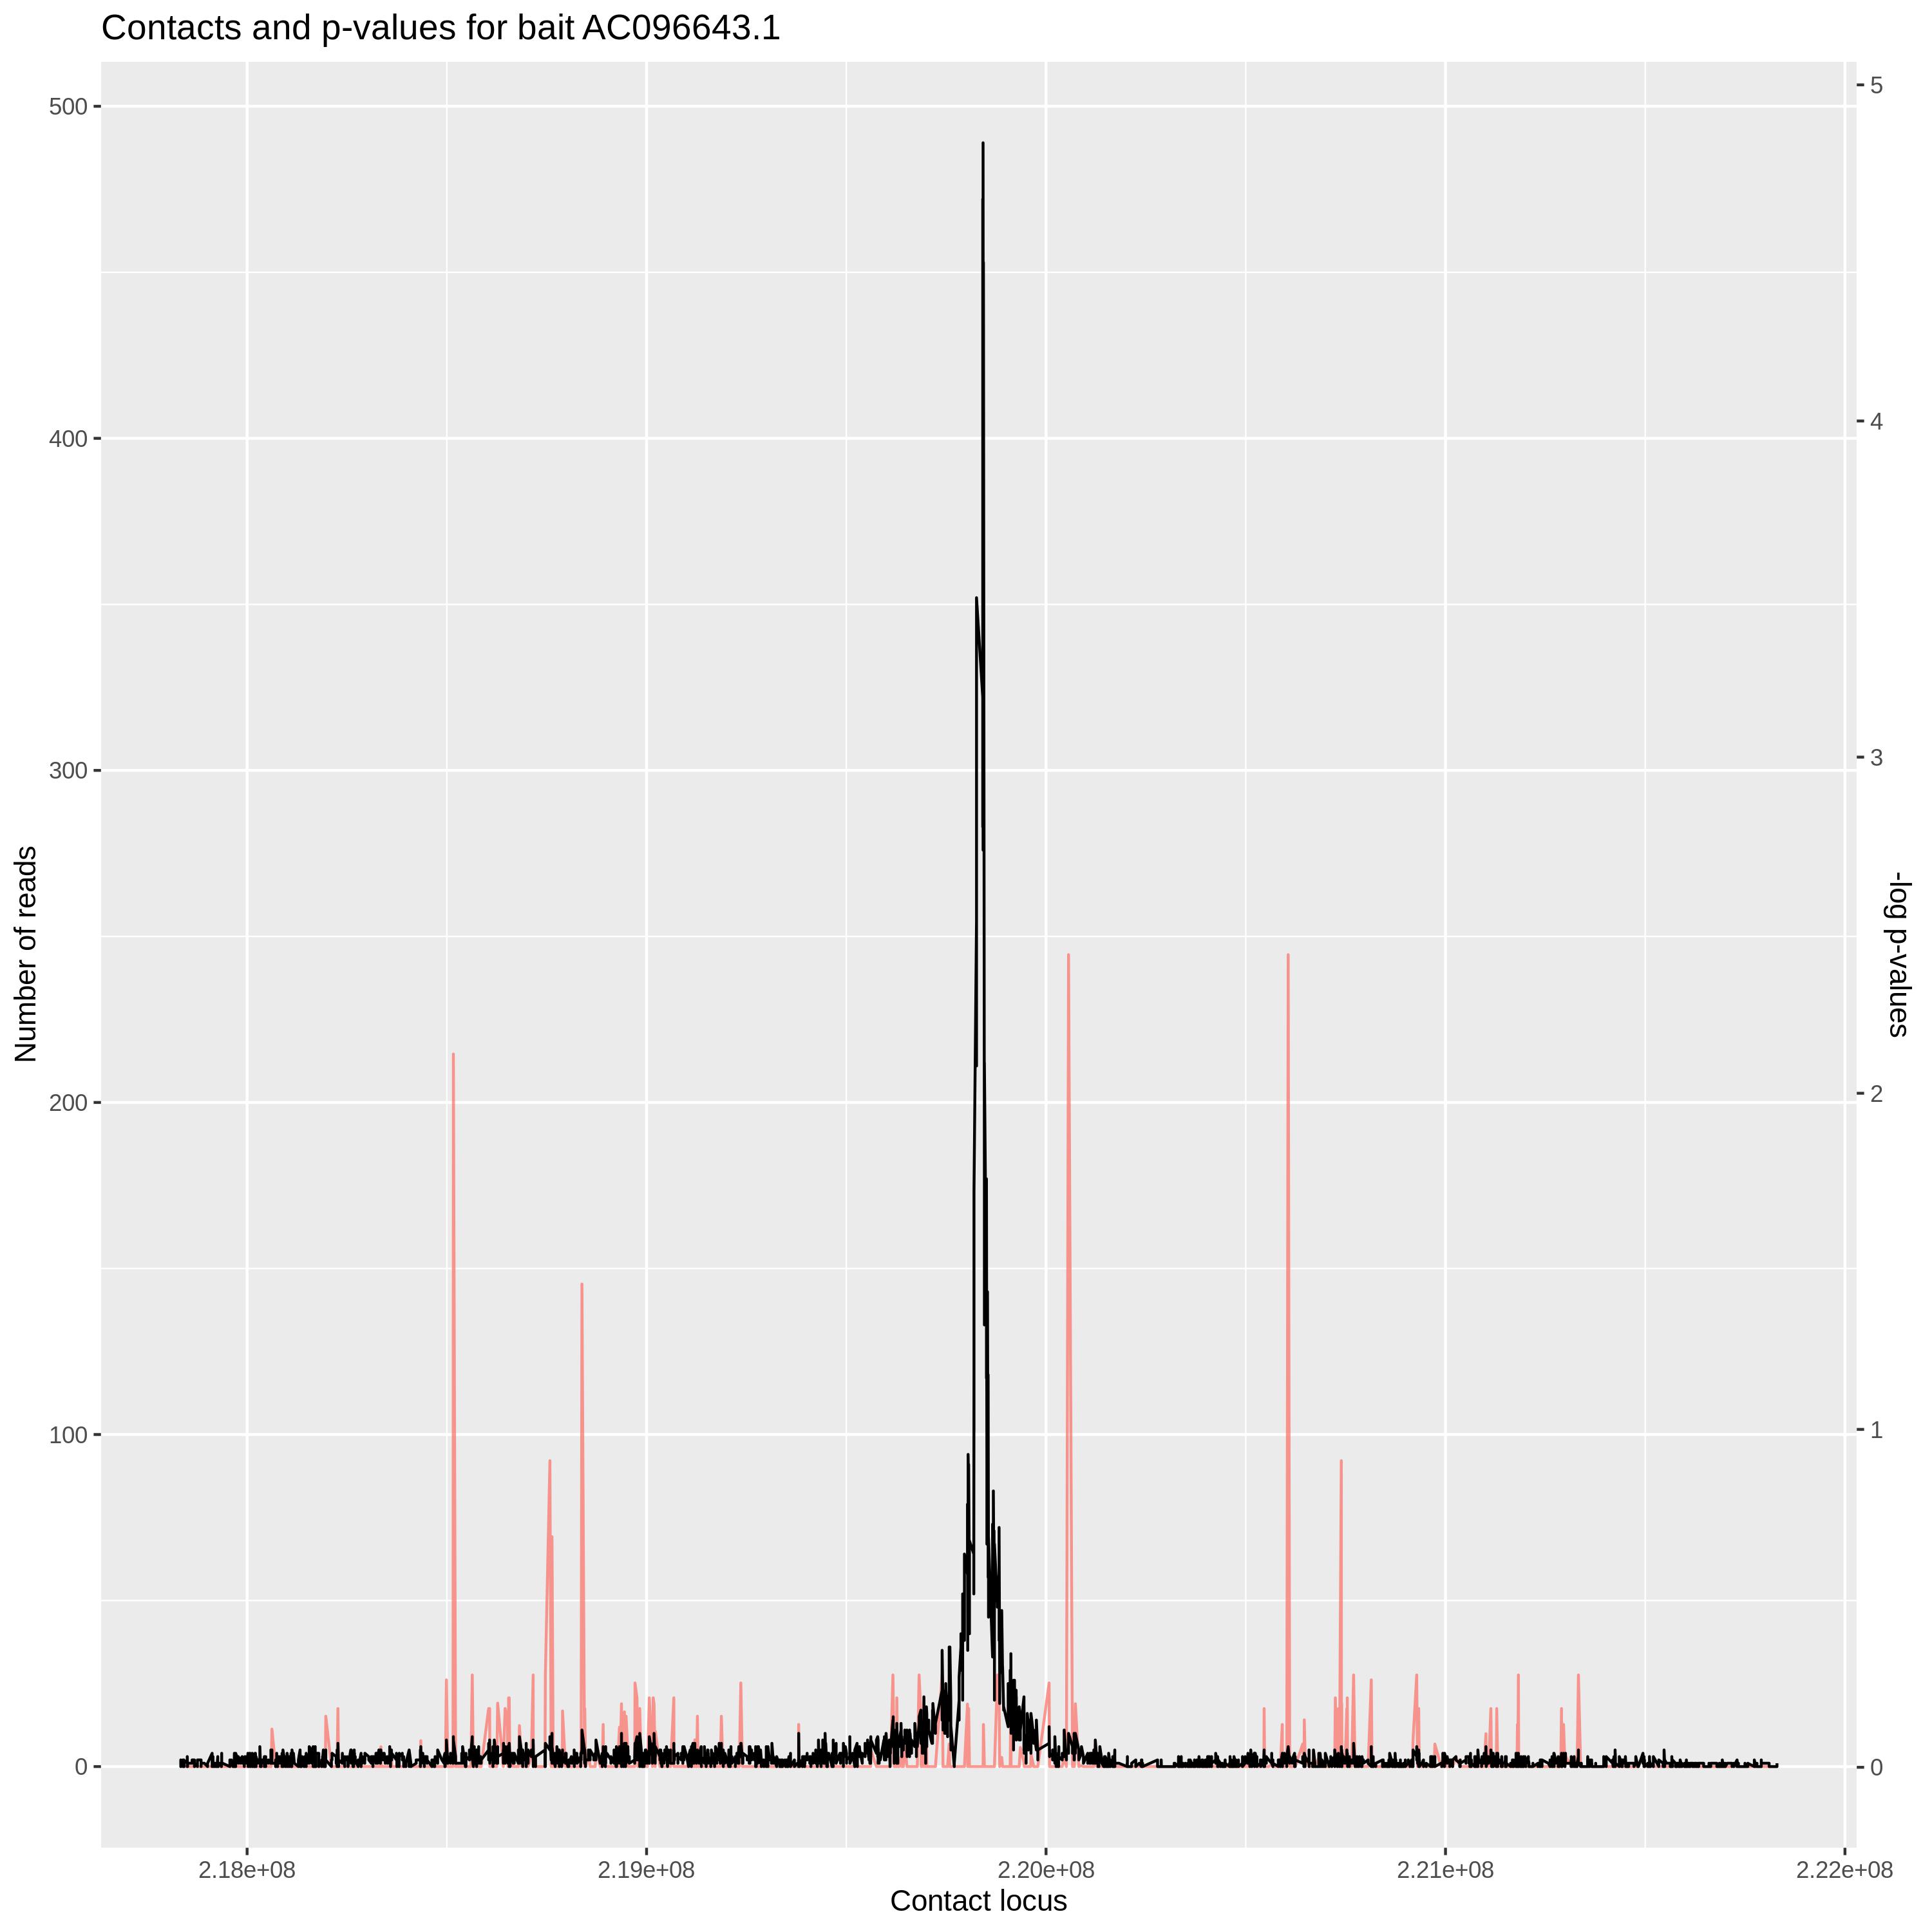 Contacts and p-values for bait AC096643.1
500
400
300
200
100
0
Number of reads
5
4
3
2
1
0
-log p-values
2.18e+08 2.19e+08 2.20e+08 2.21e+08 2.22e+08
Contact locus